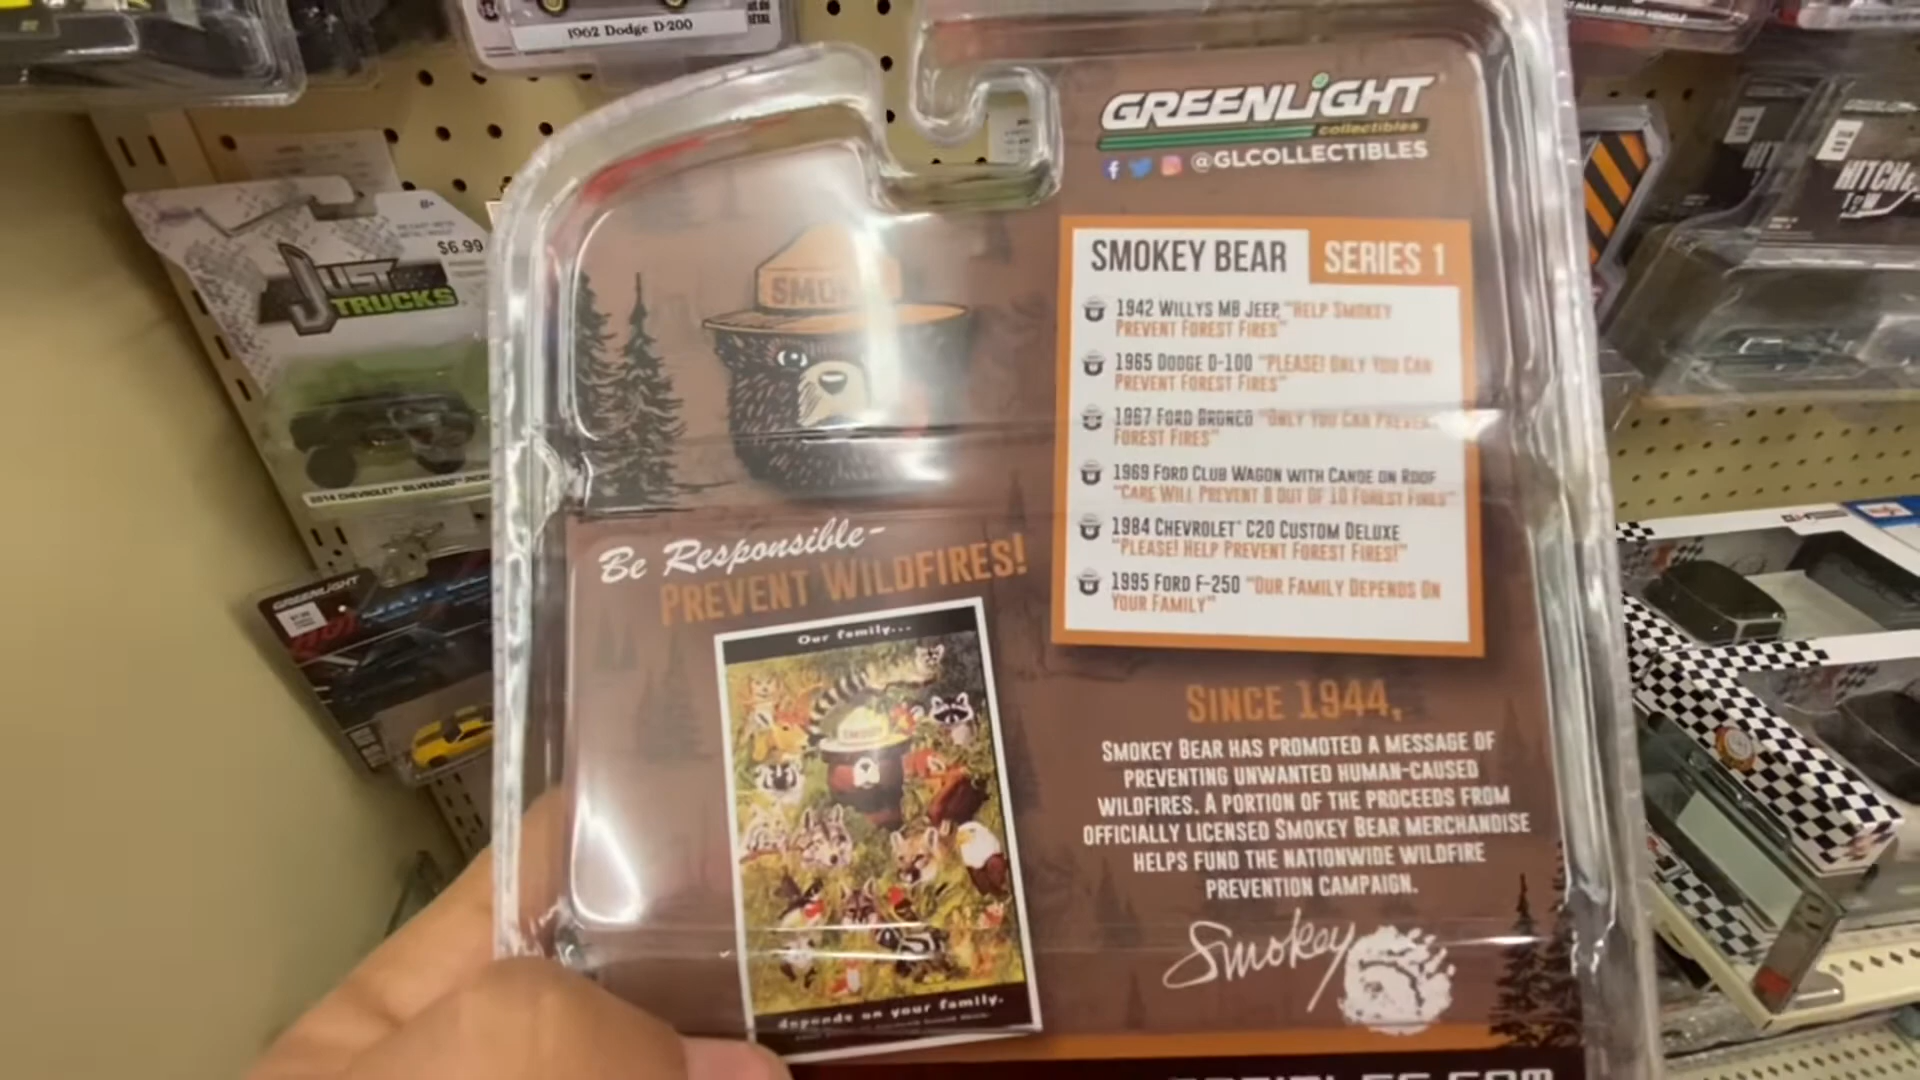 1962 Dodge D-200
GREENLIGHT
collectibles
@GLCOLLECTIBLES
$6.99
JUST
TRUCKS
2014 CHEVROLET SILVERADO
GREENLIGHT
HITCH &
TOW
SMOKEY BEAR SERIES 1
1942 WILLYS MB JEEP "HELP SMOKEY
PREVENT FOREST FIRES"
1965 DODGE D-100 "PLEASE! ONLY YOU CAN
PREVENT FOREST FIRES"
1967 FORD BRONCO "ONLY YOU CAN PREVENT
FOREST FIRES"
1969 FORD CLUB WAGON WITH CANOE ON ROOF
"CARE WILL PREVENT 9 OUT OF 10 FOREST FIRES"
1984 CHEVROLET C20 CUSTOM DELUXE
"PLEASE! HELP PREVENT FOREST FIRES!"
1995 FORD F-250 "OUR FAMILY DEPENDS ON
YOUR FAMILY"
Be Responsible-
PREVENT WILDFIRES!
Our family...
depends on your family.
SINCE 1944,
SMOKEY BEAR HAS PROMOTED A MESSAGE OF
PREVENTING UNWANTED HUMAN-CAUSED
WILDFIRES. A PORTION OF THE PROCEEDS FROM
OFFICIALLY LICENSED SMOKEY BEAR MERCHANDISE
HELPS FUND THE NATIONWIDE WILDFIRE
PREVENTION CAMPAIGN.
Smokey